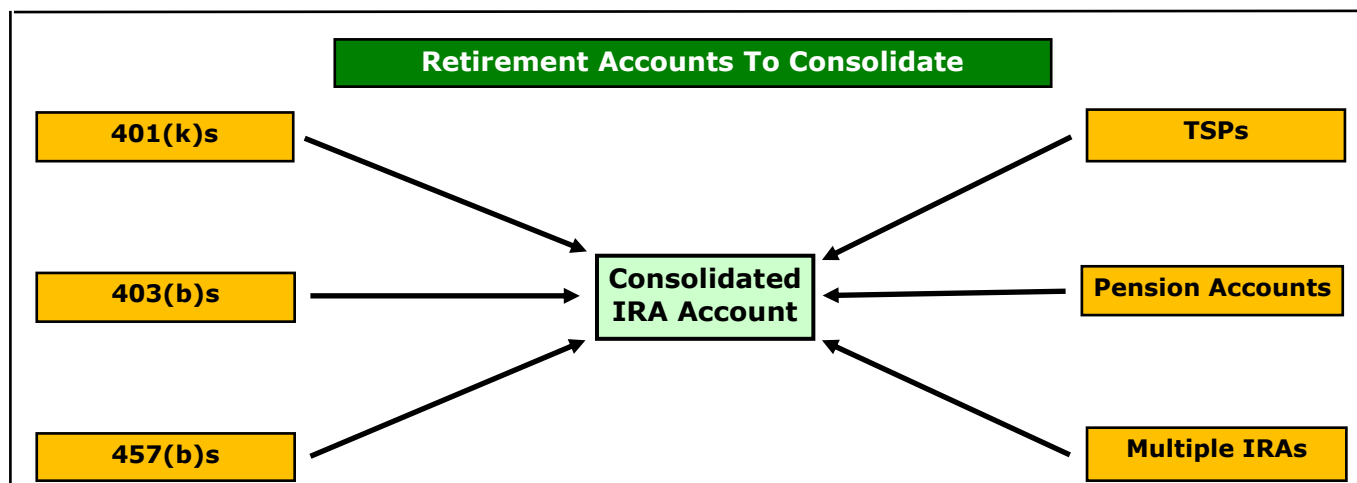 Retirement Accounts To Consolidate
401(k)s
TSPs
403(b)s
Consolidated
IRA Account
Pension Accounts
457(b)s
Multiple IRAs